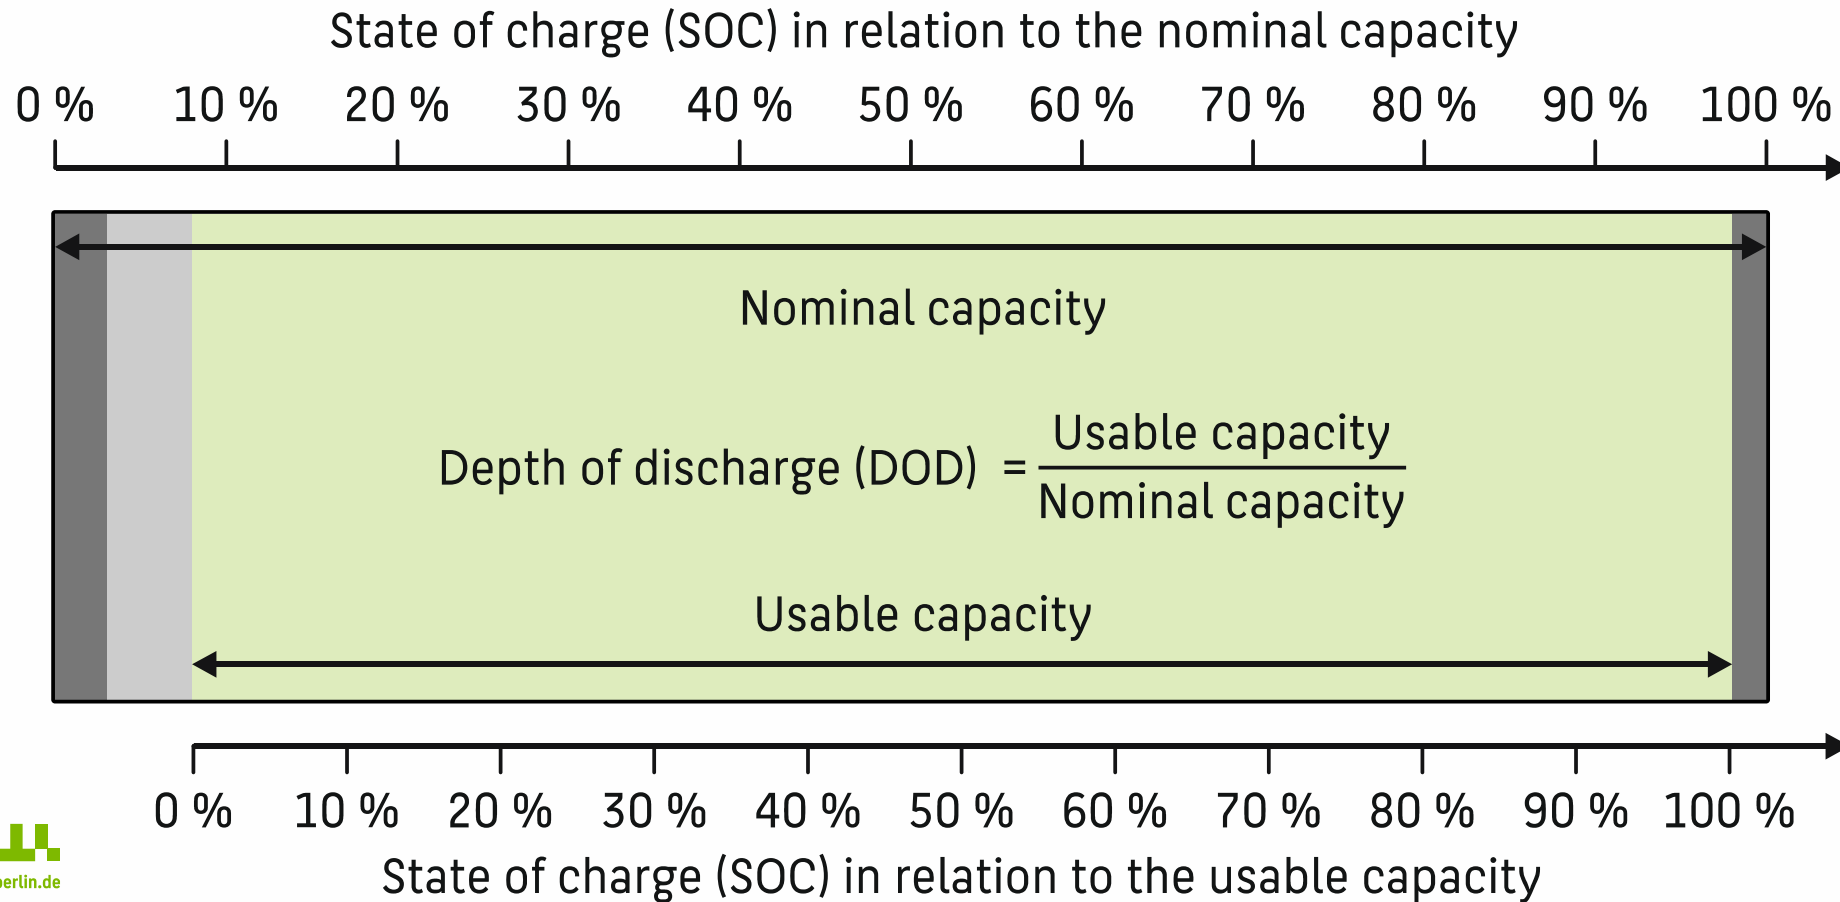 State of charge (SOC) in relation to the nominal capacity
0 % 10 % 20 % 30 % 40 % 50 % 60 % 70 % 80 % 90 % 100 %
Nominal capacity
Depth of discharge (DOD) = Usable capacity
Nominal capacity
Usable capacity
0 % 10 % 20 % 30 % 40 % 50 % 60 % 70 % 80 % 90 % 100 %
State of charge (SOC) in relation to the usable capacity
berlin.de